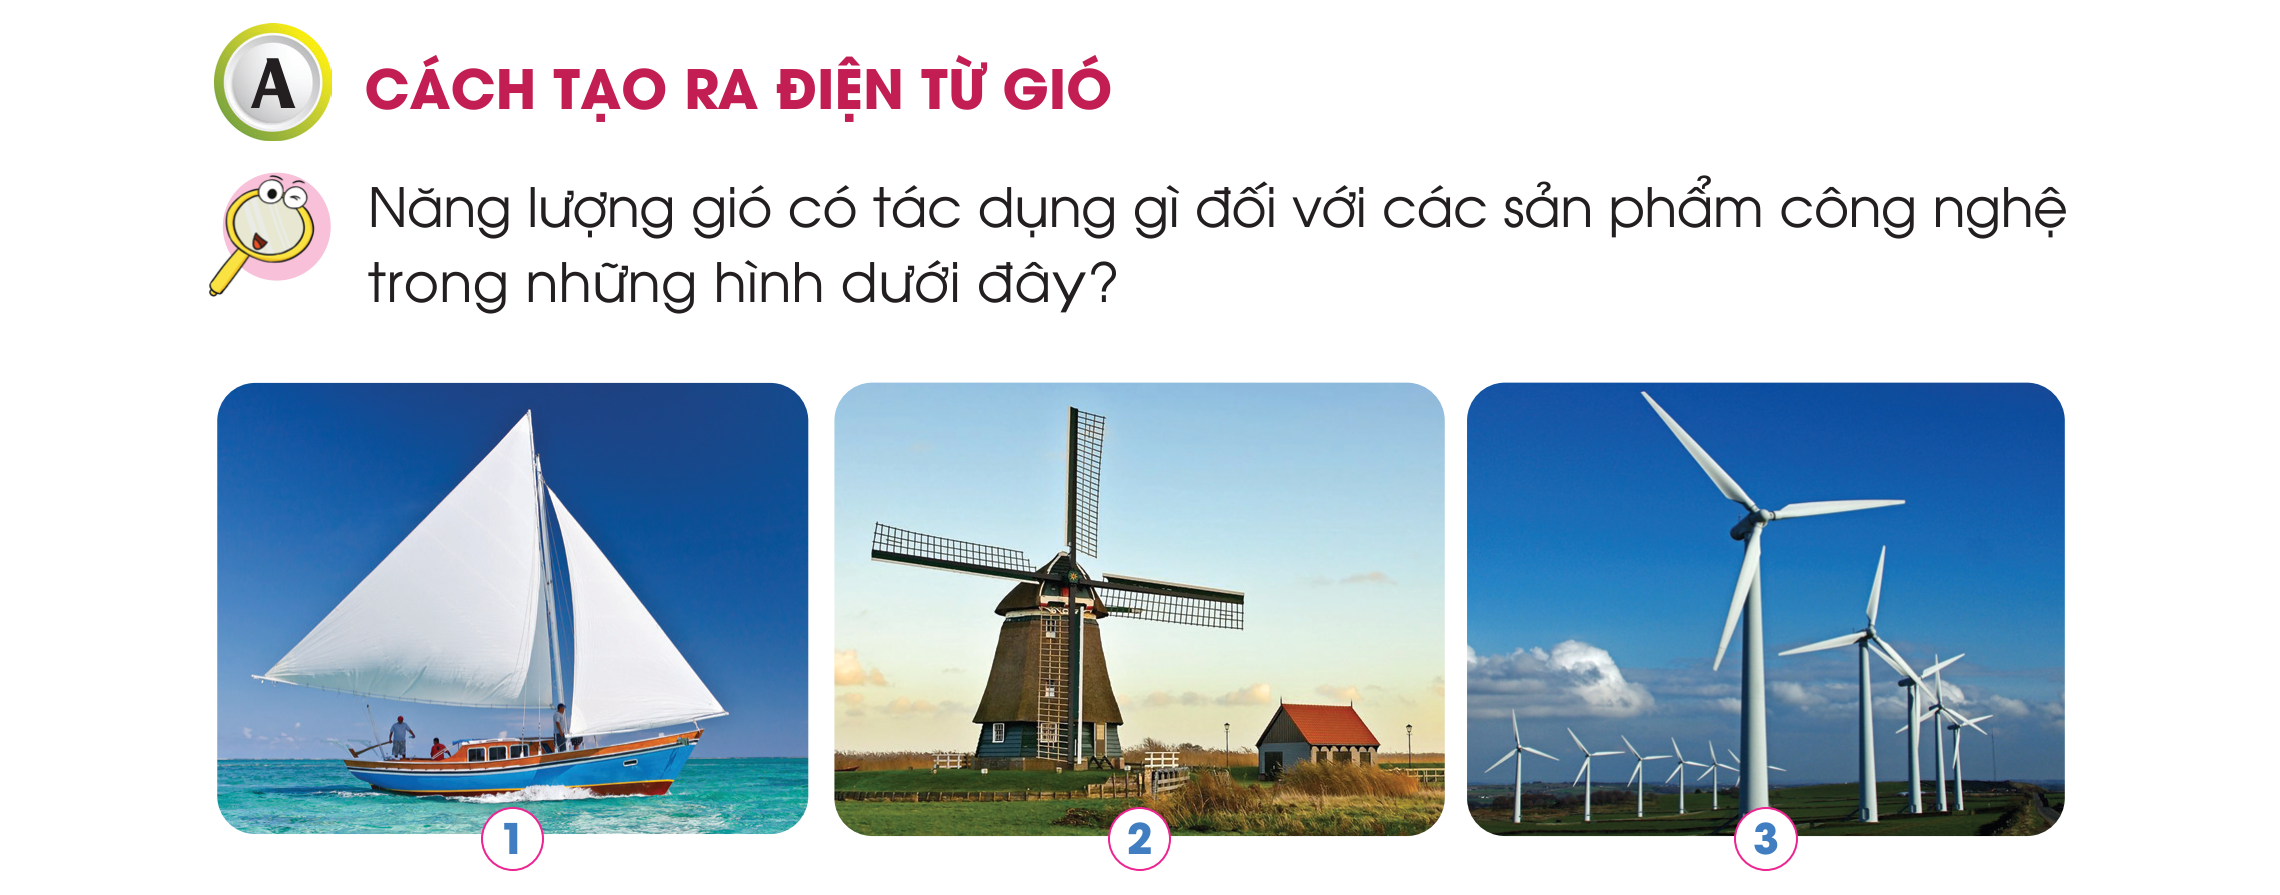 A
CÁCH TẠO RA ĐIỆN TỪ GIÓ
Năng lượng gió có tác dụng gì đối với các sản phẩm công nghệ
trong những hình dưới đây?
1
2
3